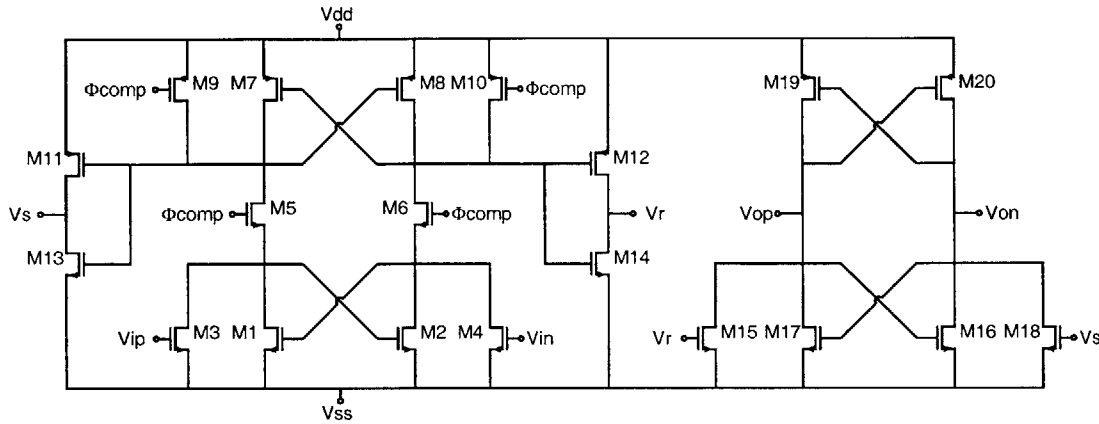 Vdd
M9 M7 M8 M10 M19 M20
Φcomp Φcomp
M11 M12
Vs Φcomp M5 M6 Φcomp Vr Vop Von
M13 M14
Vip M3 M1 M2 M4 Vin Vr M15 M17 M16 M18 Vs
Vss